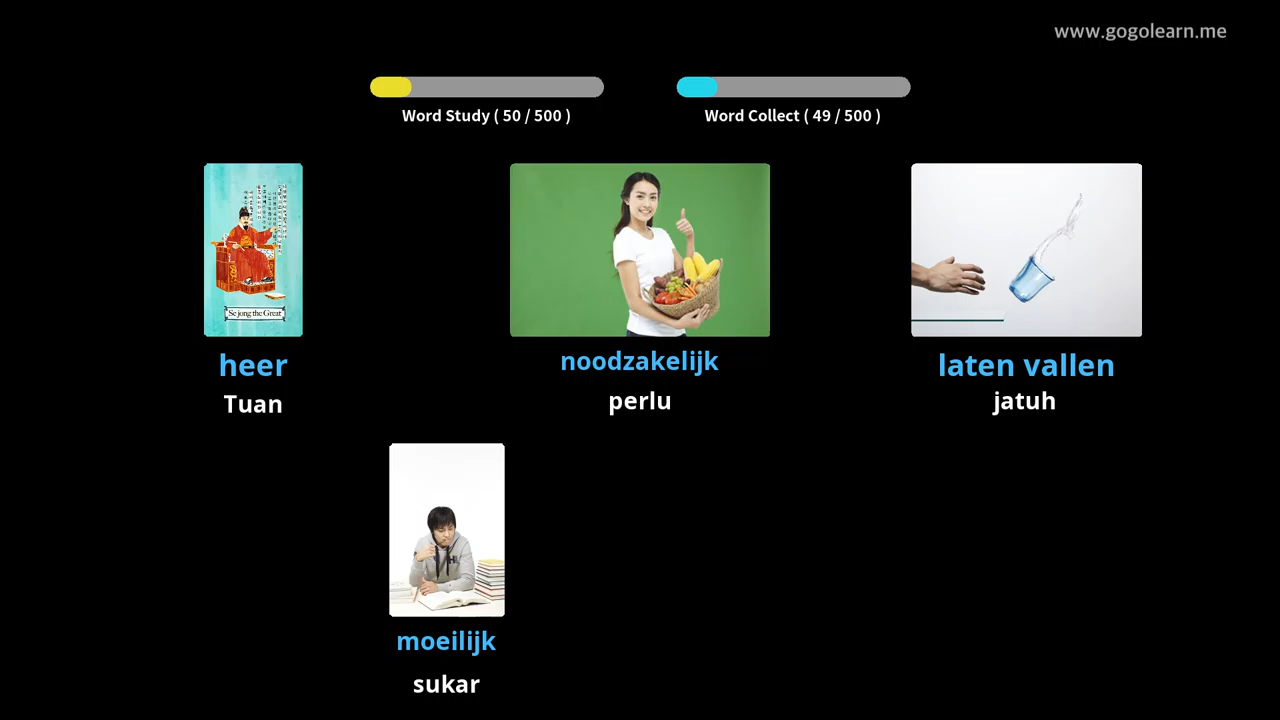 www.gogolearn.me
Word Study ( 50 / 500 )
Word Collect ( 49 / 500 )
Se jong the Great
heer
Tuan
noodzakelijk
perlu
laten vallen
jatuh
moeilijk
sukar